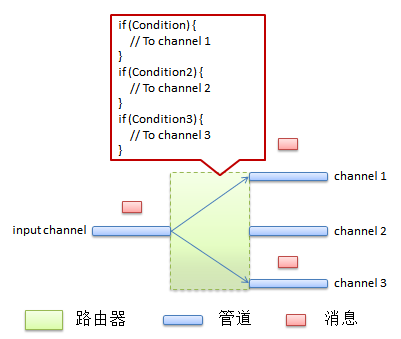 if (Condition) {
// To channel 1
}
if (Condition2) {
// To channel 2
}
if (Condition3) {
// To channel 3
}
channel 1
input channel
channel 2
channel 3
路由器
管道
消息